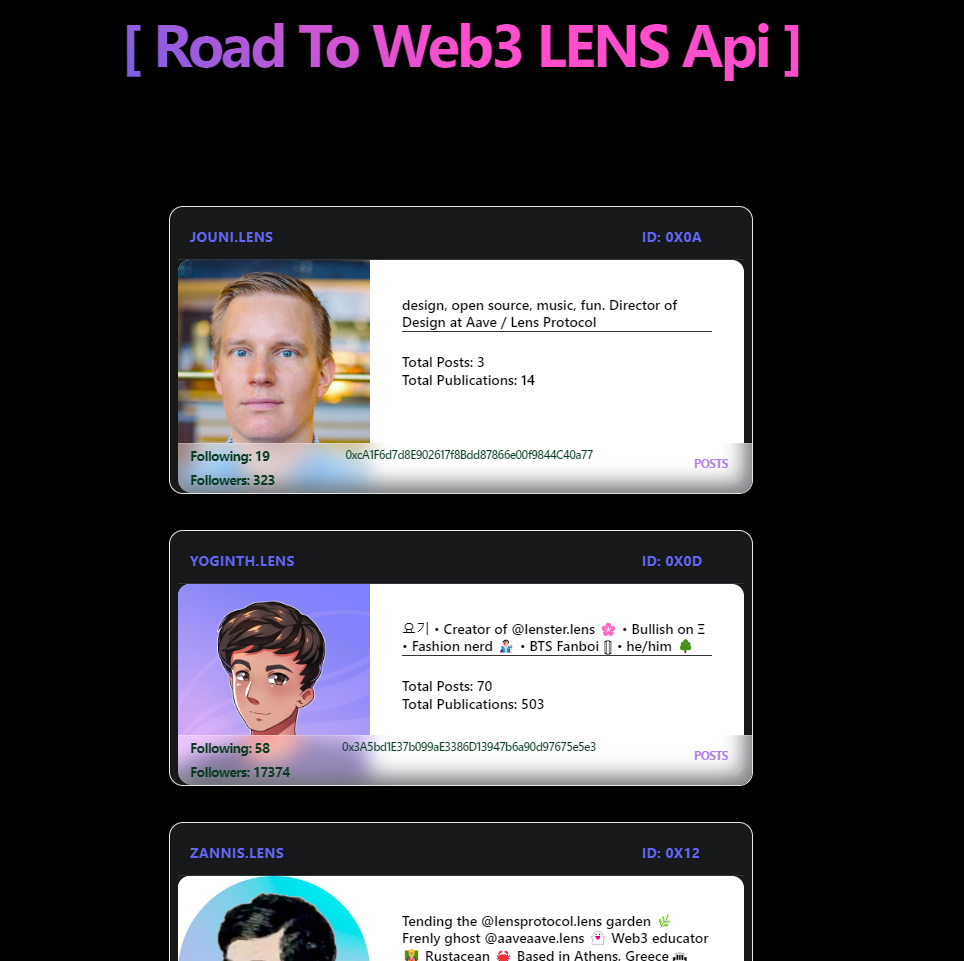 [ Road To Web3 LENS Api ]
JOUNI.LENS ID: 0X0A
design, open source, music, fun. Director of
Design at Aave / Lens Protocol
Total Posts: 3
Total Publications: 14
Following: 19
0xcA1F6d7d8E902617f8Bdd87866e00f9844C40a77
Followers: 323
POSTS
YOGINTH.LENS ID: 0X0D
요기 • Creator of @lenster.lens 🌸 • Bullish on Ξ
• Fashion nerd 👨🏻‍⚕️ • BTS Fanboi [] • he/him 🌳
Total Posts: 70
Total Publications: 503
Following: 58
0x3A5bd1E37b099aE3386D13947b6a90d97675e5e3
Followers: 17374
POSTS
ZANNIS.LENS ID: 0X12
Tending the @lensprotocol.lens garden 🌿
Frenly ghost @aaveaave.lens 👻 Web3 educator
👨‍🏫 Rustacean 🦀 Based in Athens, Greece